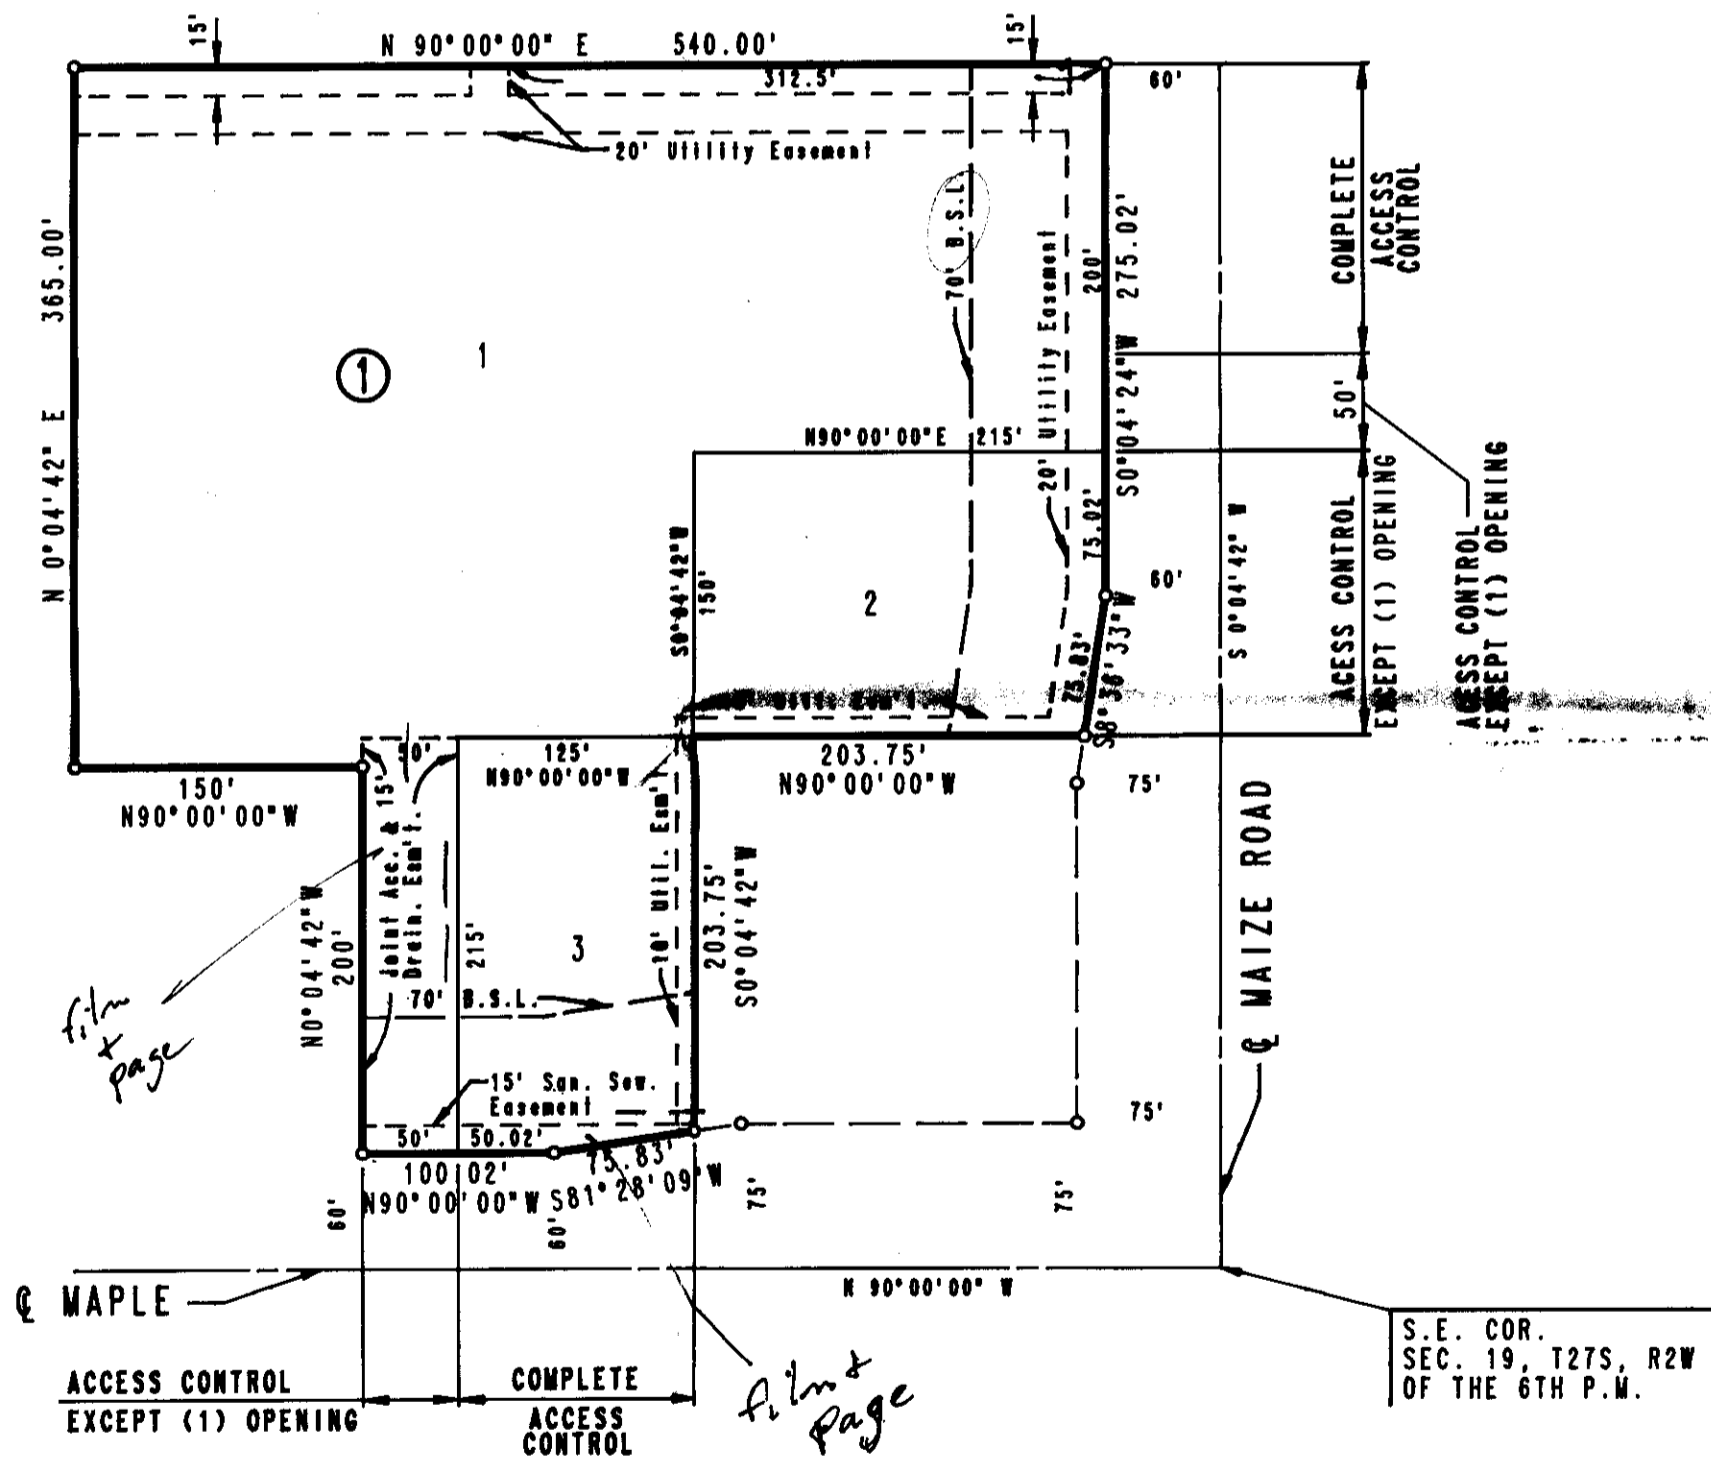 15'
N 90°00'00" E 540.00'
15'
312.5'
60'
20' Utility Easement
N 0°04'42" E 365.00'
1
1
70' B.S.L.
20' Utility Easement
200'
S0°04'24"W 275.02'
COMPLETE
ACCESS
CONTROL
50'
N90°00'00"E 215'
S0°04'42"W
150'
2
75.02'
60'
75.83'
S8°36'33"W
S 0°04'42" W
ACESS CONTROL
EXCEPT (1) OPENING
ACESS CONTROL
EXCEPT (1) OPENING
150'
N90°00'00"W
125'
N90°00'00"W
203.75'
N90°00'00"W
75'
15'
Joint Acc. &
Drain. Esm't.
N0°04'42"W
200'
215'
3
10' Util. Esm't
203.75'
S0°04'42"W
70' B.S.L.
15' San. Sew.
Easement
50' 50.02'
100.02'
N90°00'00"W
75.83'
S81°28'09"W
60'
60'
75'
75'
75'
℄ MAIZE ROAD
film
+
page
film +
page
℄ MAPLE
N 90°00'00" W
S.E. COR.
SEC. 19, T27S, R2W
OF THE 6TH P.M.
ACCESS CONTROL
EXCEPT (1) OPENING
COMPLETE
ACCESS
CONTROL